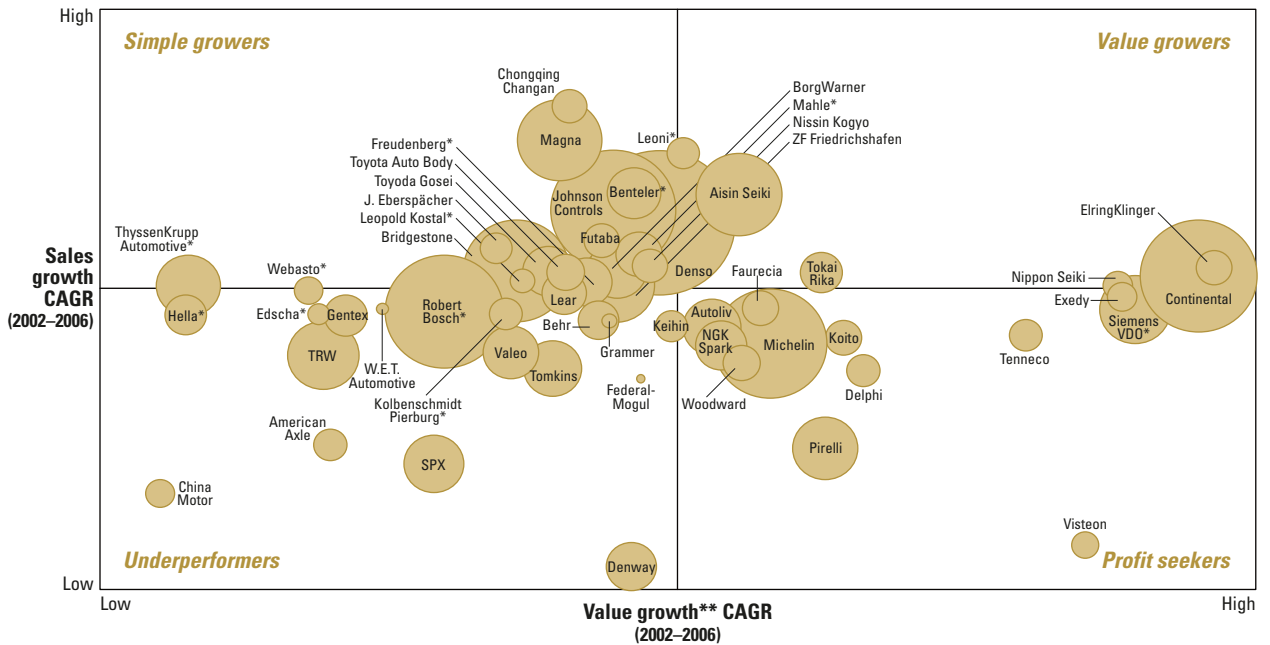 High
Simple growers
Value growers
Chongqing
Changan
Magna
Leoni*
BorgWarner
Mahle*
Nissin Kogyo
ZF Friedrichshafen
Freudenberg*
Toyota Auto Body
Toyoda Gosei
J. Eberspächer
Leopold Kostal*
Bridgestone
Johnson
Controls
Benteler*
Aisin Seiki
Futaba
Denso
ElringKlinger
ThyssenKrupp
Automotive*
Webasto*
Hella*
Edscha*
Gentex
TRW
W.E.T.
Automotive
Robert
Bosch*
Lear
Behr
Grammer
Keihin
Faurecia
Tokai
Rika
Nippon Seiki
Exedy
Continental
Siemens
VDO*
Autoliv
NGK
Spark
Michelin
Koito
Tenneco
Valeo
Tomkins
Kolbenschmidt
Pierburg*
Federal-
Mogul
Woodward
Delphi
American
Axle
SPX
Pirelli
China
Motor
Visteon
Denway
Underperformers
Profit seekers
Sales
growth
CAGR
(2002–2006)
Low
Low
Value growth** CAGR
(2002–2006)
High